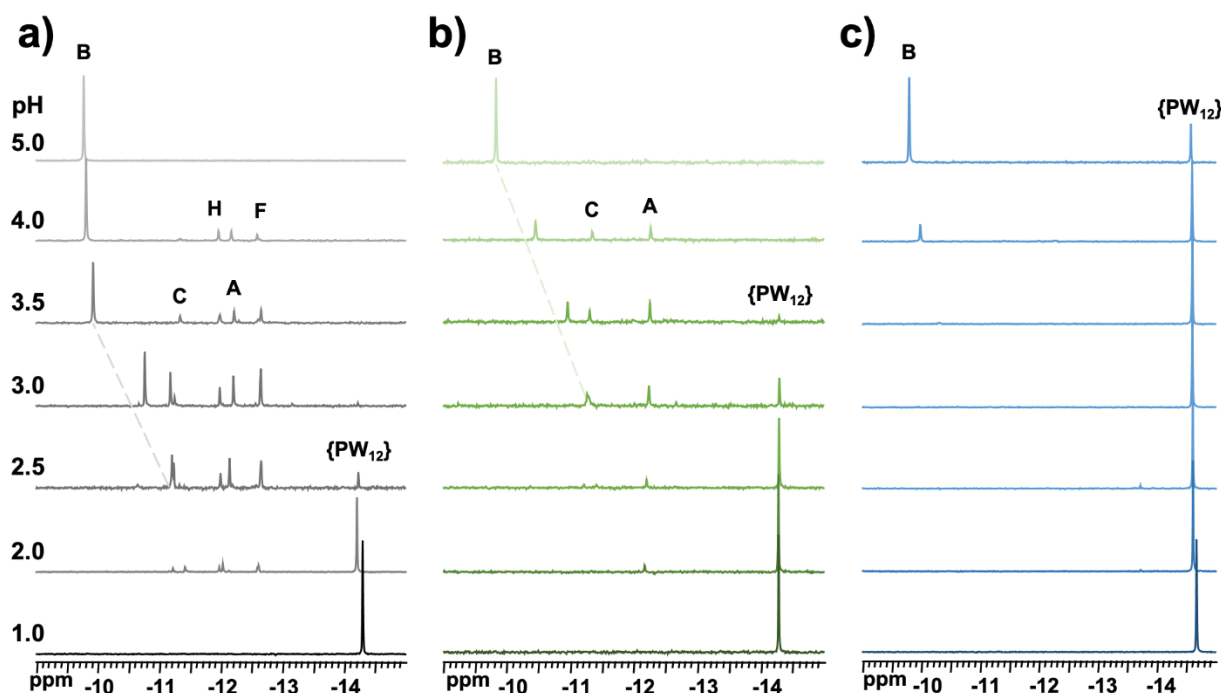 a)
b)
c)
B
B
B
pH
{PW₁₂}
5.0
H
F
C
A
4.0
C
A
{PW₁₂}
3.5
3.0
{PW₁₂}
2.5
2.0
1.0
ppm -10 -11 -12 -13 -14
ppm -10 -11 -12 -13 -14
ppm -10 -11 -12 -13 -14